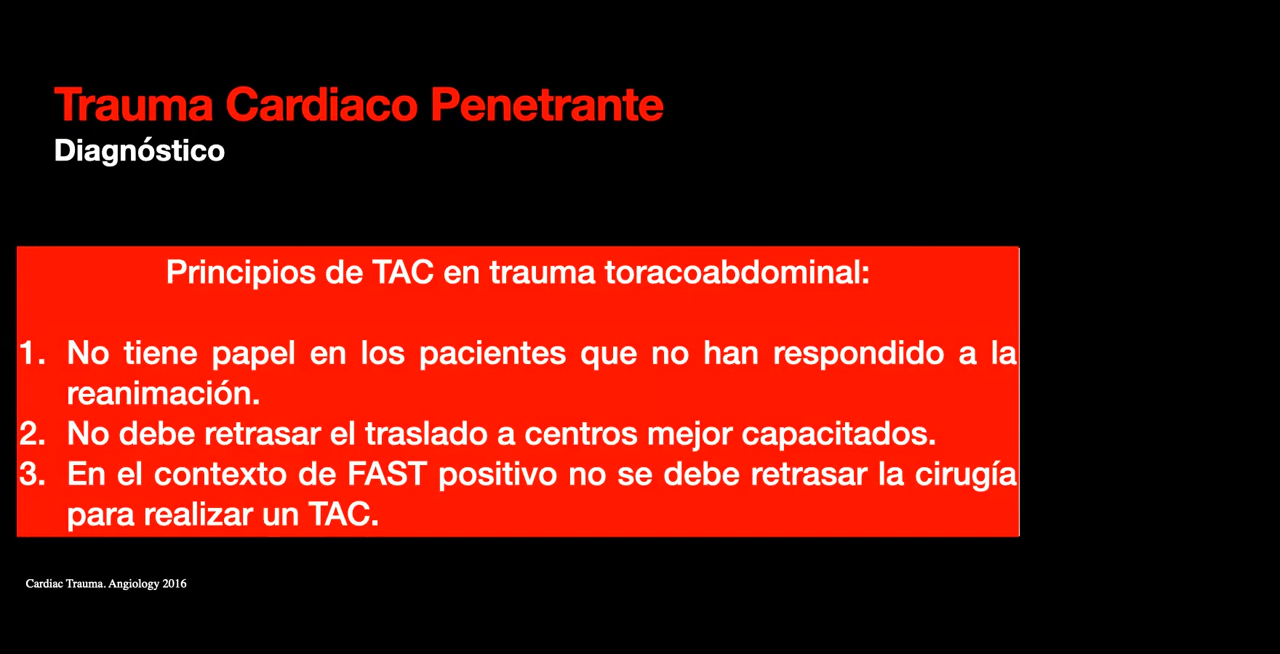 Trauma Cardiaco Penetrante
Diagnóstico
Principios de TAC en trauma toracoabdominal:
1. No tiene papel en los pacientes que no han respondido a la
reanimación.
2. No debe retrasar el traslado a centros mejor capacitados.
3. En el contexto de FAST positivo no se debe retrasar la cirugía
para realizar un TAC.
Cardiac Trauma. Angiology 2016